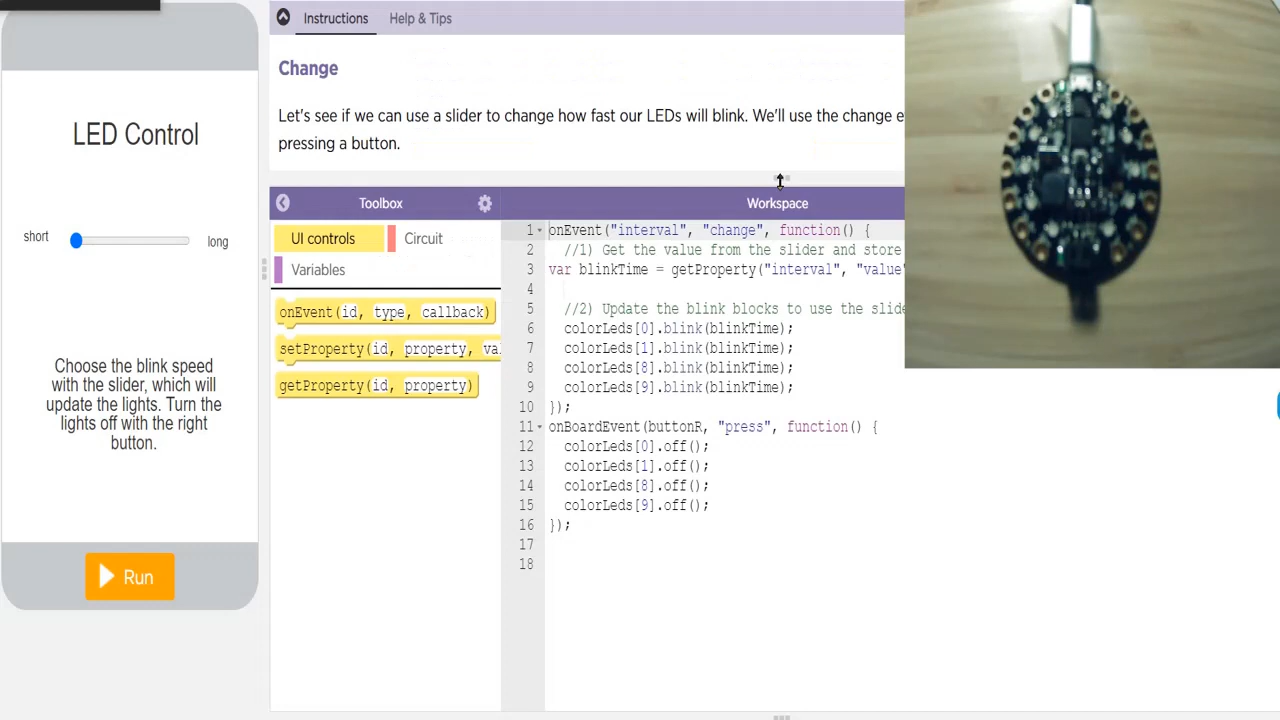 Instructions
Help & Tips
Change
Let's see if we can use a slider to change how fast our LEDs will blink. We'll use the change e
pressing a button.
LED Control
short
long
Choose the blink speed
with the slider, which will
update the lights. Turn the
lights off with the right
button.
Run
Toolbox
Workspace
UI controls
Circuit
Variables
onEvent(id, type, callback)
setProperty(id, property, val
getProperty(id, property)
1 onEvent("interval", "change", function() {
2 //1) Get the value from the slider and store
3 var blinkTime = getProperty("interval", "value"
4
5 //2) Update the blink blocks to use the slide
6 colorLeds[0].blink(blinkTime);
7 colorLeds[1].blink(blinkTime);
8 colorLeds[8].blink(blinkTime);
9 colorLeds[9].blink(blinkTime);
10 });
11 onBoardEvent(buttonR, "press", function() {
12 colorLeds[0].off();
13 colorLeds[1].off();
14 colorLeds[8].off();
15 colorLeds[9].off();
16 });
17
18